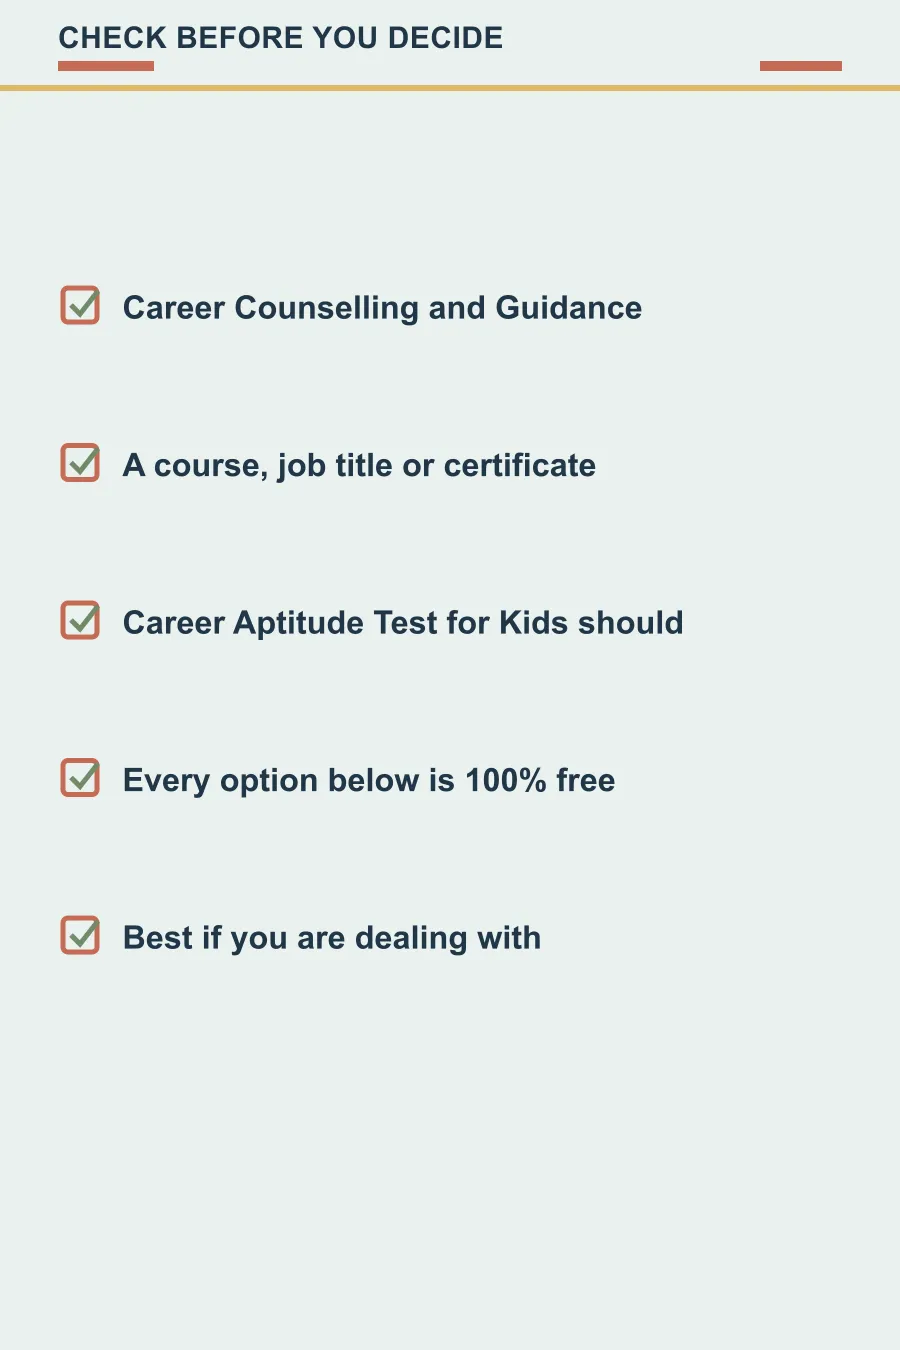 CHECK BEFORE YOU DECIDE
Career Counselling and Guidance
A course, job title or certificate
Career Aptitude Test for Kids should
Every option below is 100% free
Best if you are dealing with